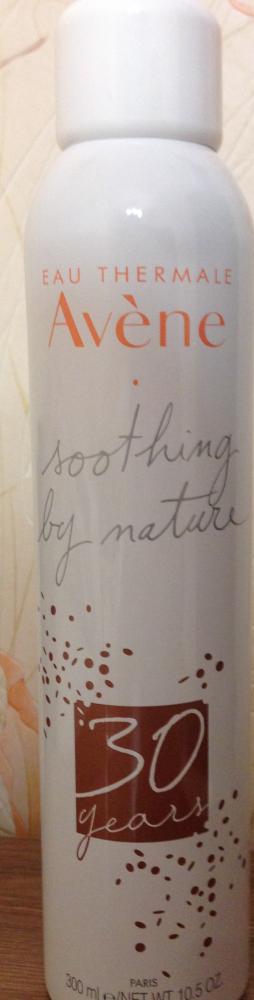 EAU THERMALE
Avène
soothing
by nature
30
years
PARIS
300 ml e/NET WT. 10.5 OZ.